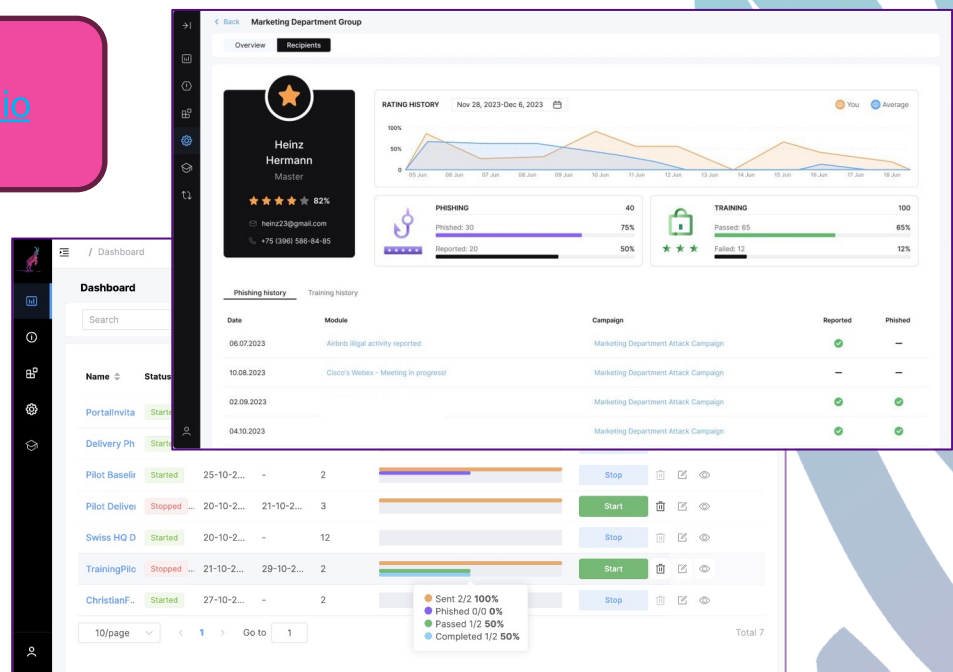 io
Back Marketing Department Group
Overview Recipients
Heinz
Hermann
Master
82%
heinz23@gmail.com
+75 (396) 586-84-85
RATING HISTORY Nov 28, 2023-Dec 6, 2023 You Average
100%
50%
0
05 Jun 06 Jun 07 Jun 08 Jun 09 Jun 10 Jun 11 Jun 12 Jun 13 Jun 14 Jun 15 Jun 16 Jun 17 Jun 18 Jun
PHISHING 40
Phished: 30 75%
Reported: 20 50%
TRAINING 100
Passed: 65 65%
Failed: 12 12%
Phishing history Training history
Date Module Campaign Reported Phished
06.07.2023 Airbnb illigal activity reported Marketing Department Attack Campaign –
10.08.2023 Cisco's Webex - Meeting in progress! Marketing Department Attack Campaign – –
02.09.2023 Marketing Department Attack Campaign
04.10.2023 Marketing Department Attack Campaign
/ Dashboard
Dashboard
Search
Name Status
PortalInvita Starte
Delivery Ph Starte
Pilot Baselir Started 25-10-2... - 2 Stop
Pilot Deliver Stopped ... 20-10-2... 21-10-2... 3 Start
Swiss HQ D Started 20-10-2... - 12 Stop
TrainingPilo Stopped ... 21-10-2... 29-10-2... 2 Start
ChristianF.. Started 27-10-2... - 2 Stop
Sent 2/2 100%
Phished 0/0 0%
Passed 1/2 50%
Completed 1/2 50%
10/page < 1 > Go to 1 Total 7